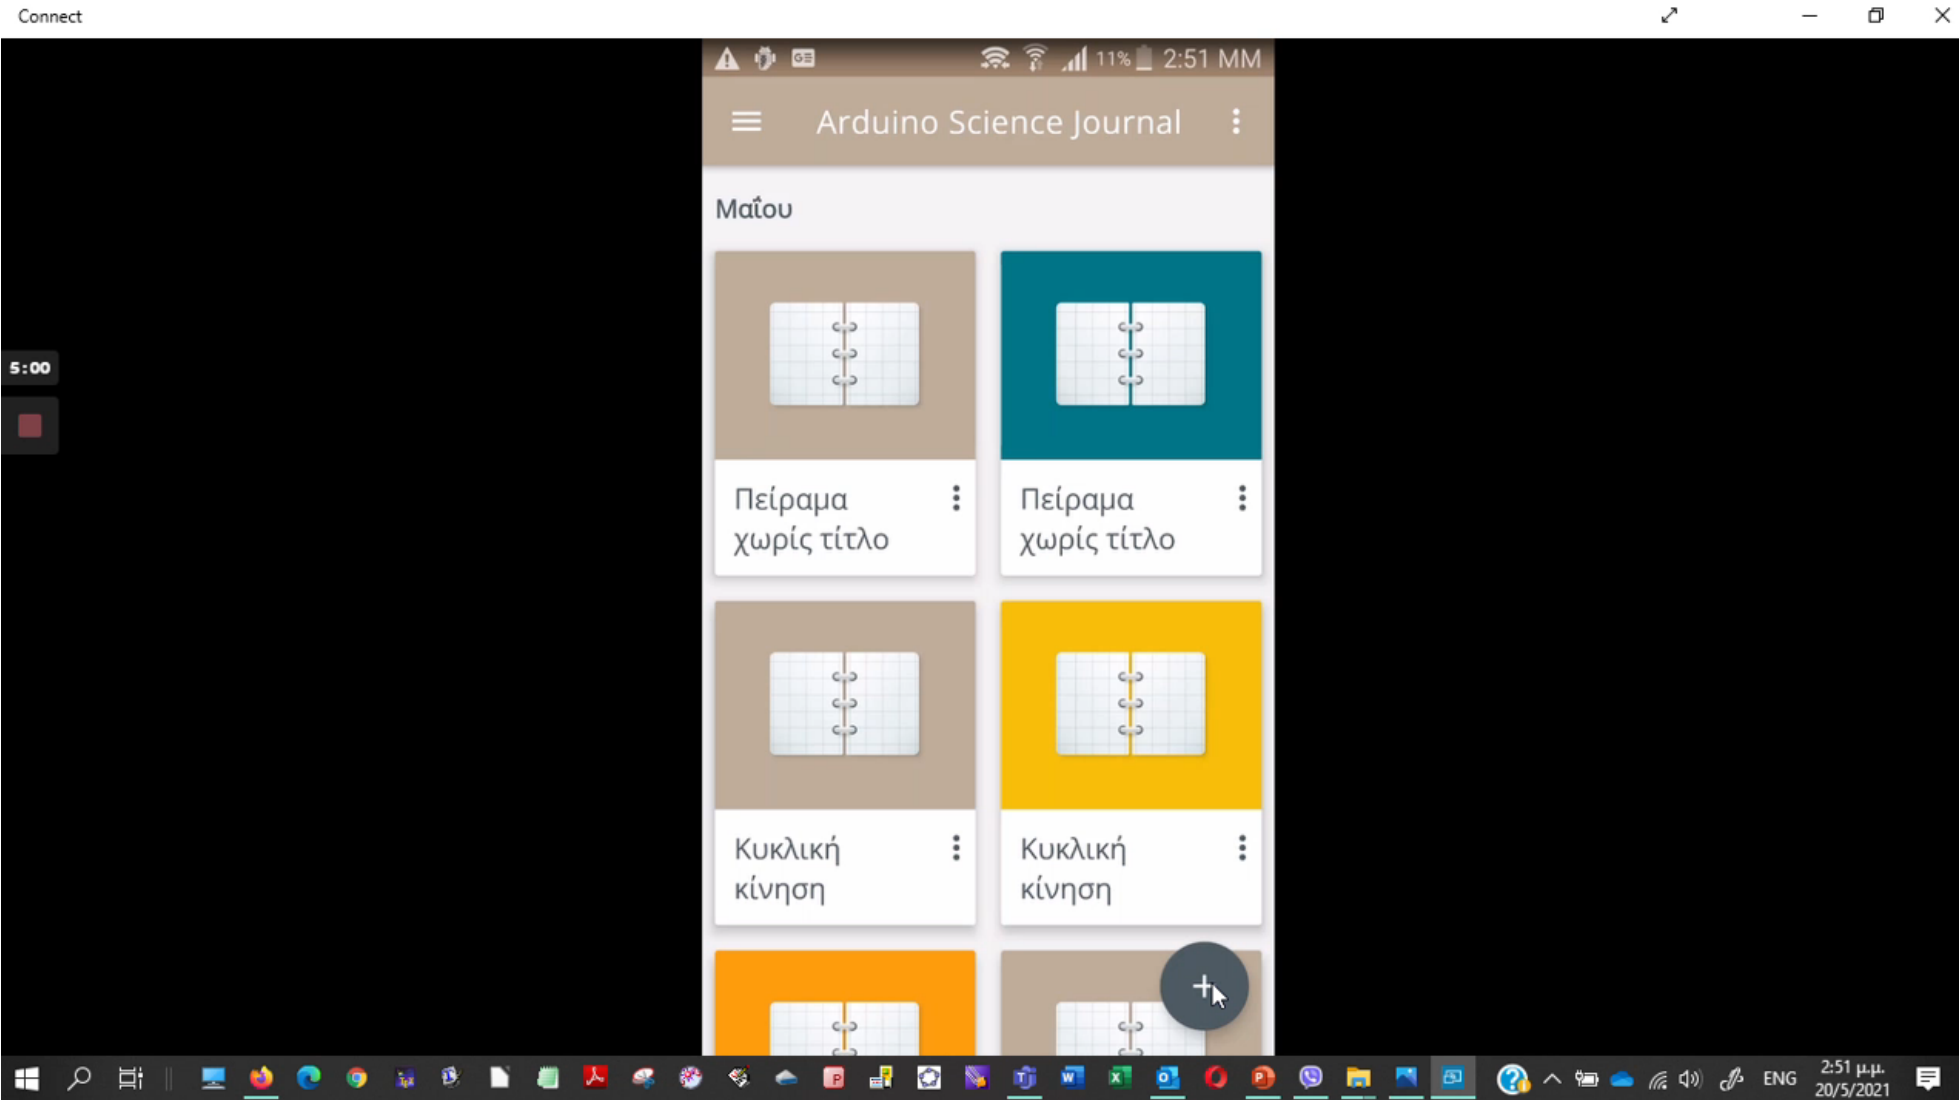 Connect
11% 2:51 MM
Arduino Science Journal
Μαΐου
Πείραμα
χωρίς τίτλο
Πείραμα
χωρίς τίτλο
5:00
Κυκλική
κίνηση
Κυκλική
κίνηση
ENG
2:51 μ.μ.
20/5/2021